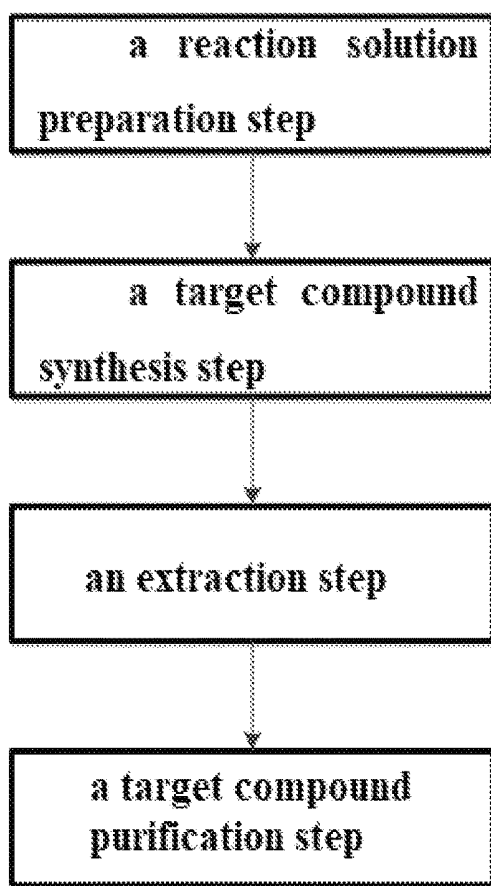 a reaction solution
preparation step
a target compound
synthesis step
an extraction step
a target compound
purification step